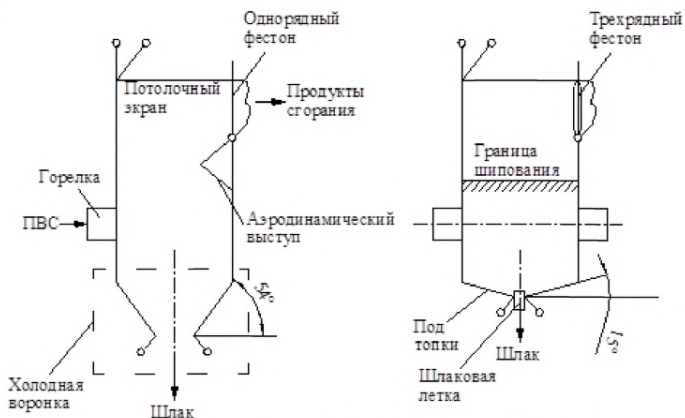 Однорядный
фестон
Трехрядный
фестон
Потолочный
экран
Продукты
сгорания
Граница
шипования
Горелка
ПВС
Аэродинамический
выступ
54°
15°
Под
топки
Шлак
Шлаковая
летка
Холодная
воронка
Шлак